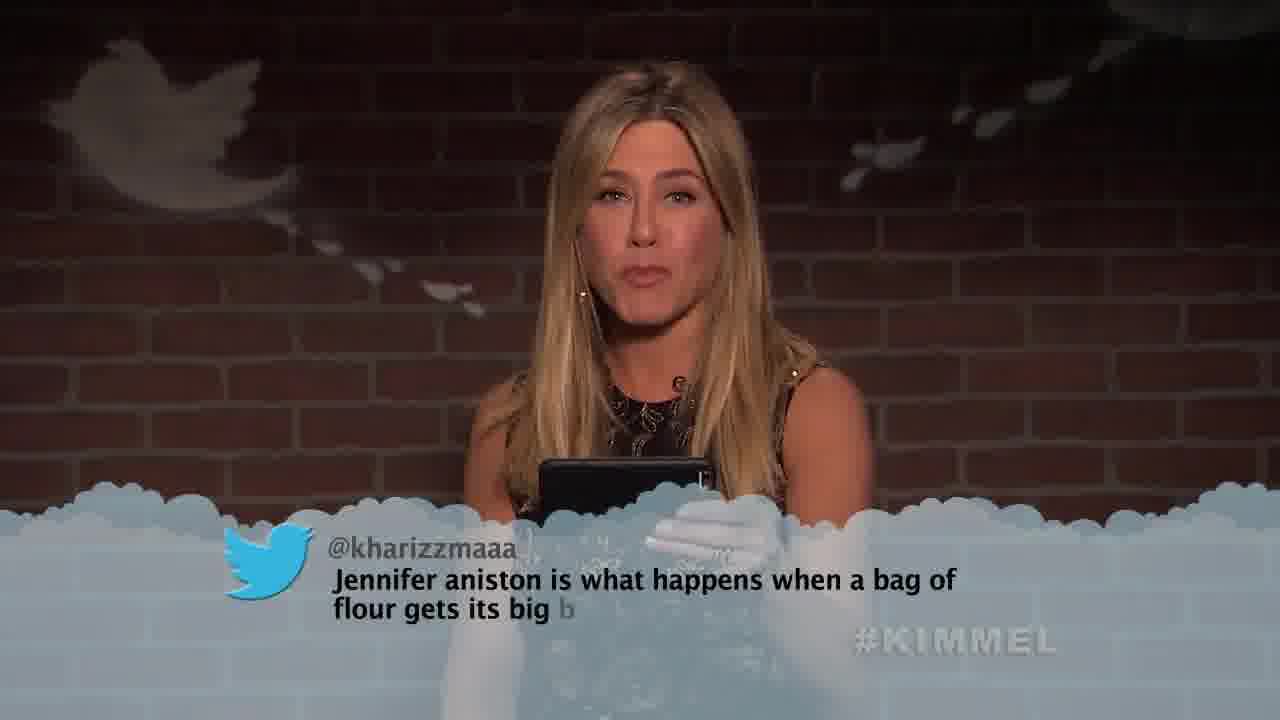 @kharizzmaaa
Jennifer aniston is what happens when a bag of
flour gets its big b
#KIMMEL